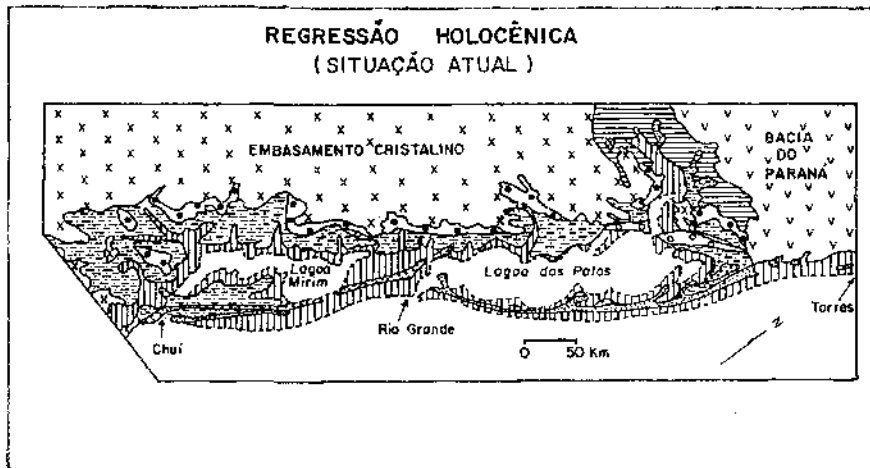 REGRESSÃO HOLOCÊNICA
(SITUAÇÃO ATUAL)
EMBASAMENTO CRISTALINO
BACIA
DO
PARANÁ
Lagoa
Mirim
Lagoa dos Patos
Chuí
Rio Grande
Torres
0 50 Km
N